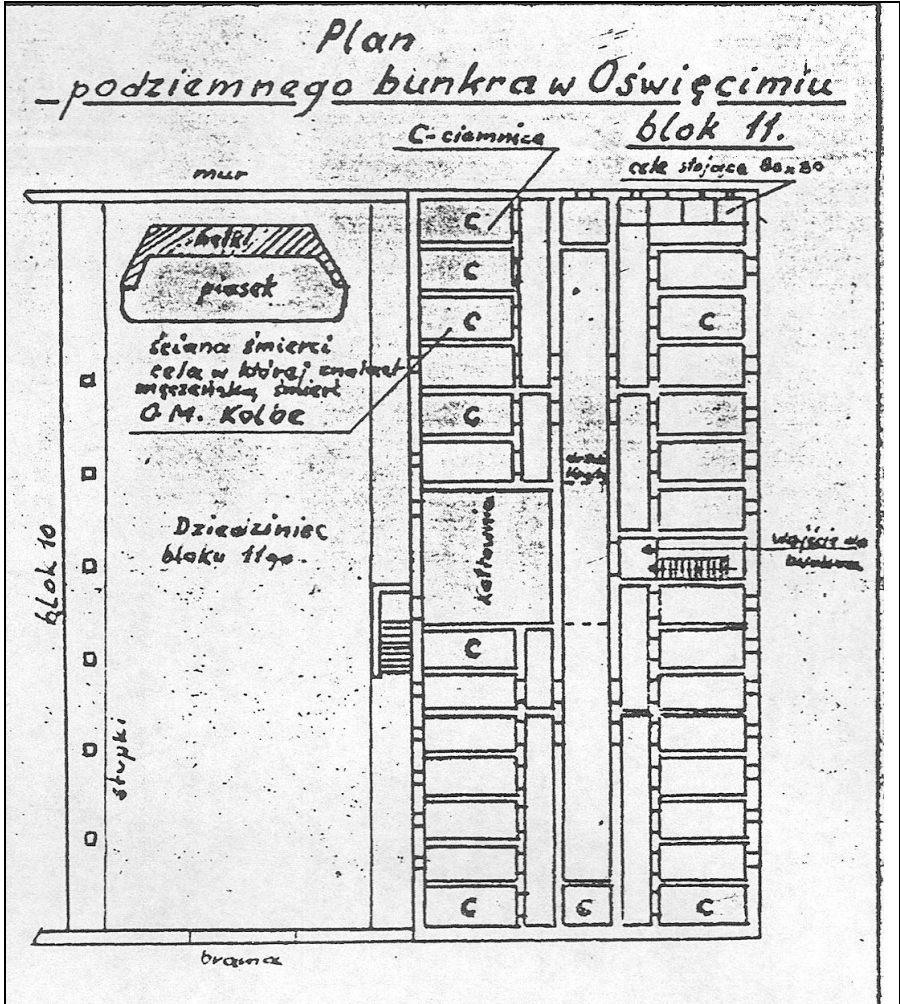 Plan
podziemnego bunkra w Oświęcimiu
blok 11.
C-ciemnica
cele stojące 80x80
mur
belki
piasek
ściana śmierci
cela w której znalazł
męczeńską śmierć
O.M. Kolbe
C
C
C
C
C
C
C
C
C
C
Dziedziniec
bloku 11go.
Katownia
wejście do
bunkra
blok 10
słupki
brama